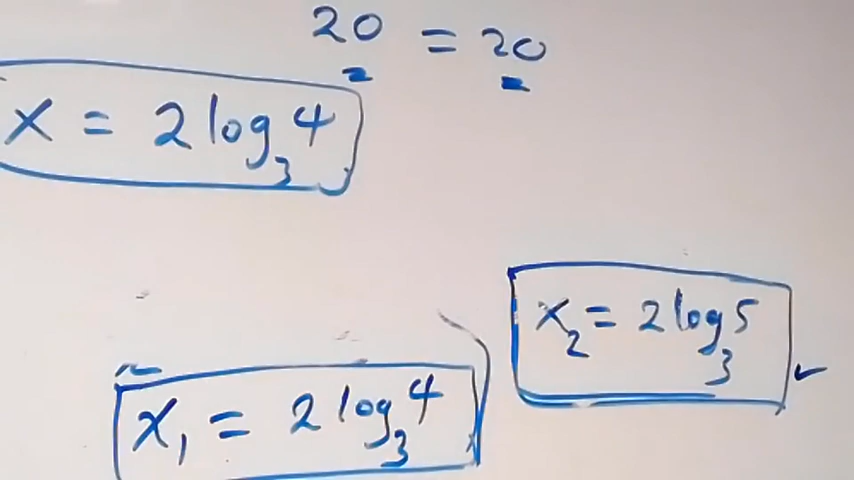 20 = 20
x = 2 log₃ 4
x₂ = 2 log₃ 5
x₁ = 2 log₃ 4